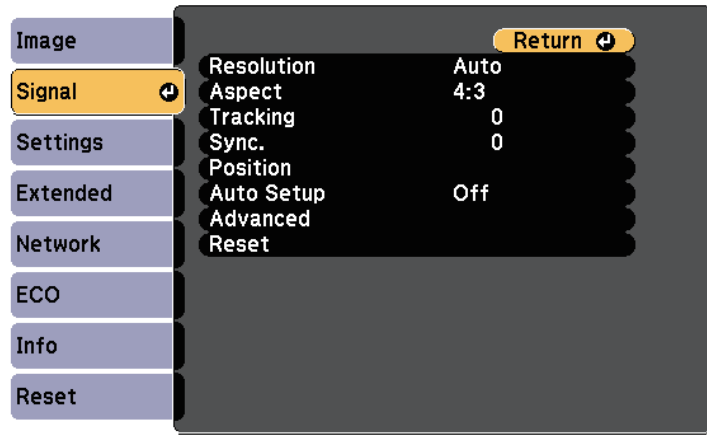 Image
Signal
Settings
Extended
Network
ECO
Info
Reset
Return
Resolution Auto
Aspect 4:3
Tracking 0
Sync. 0
Position
Auto Setup Off
Advanced
Reset